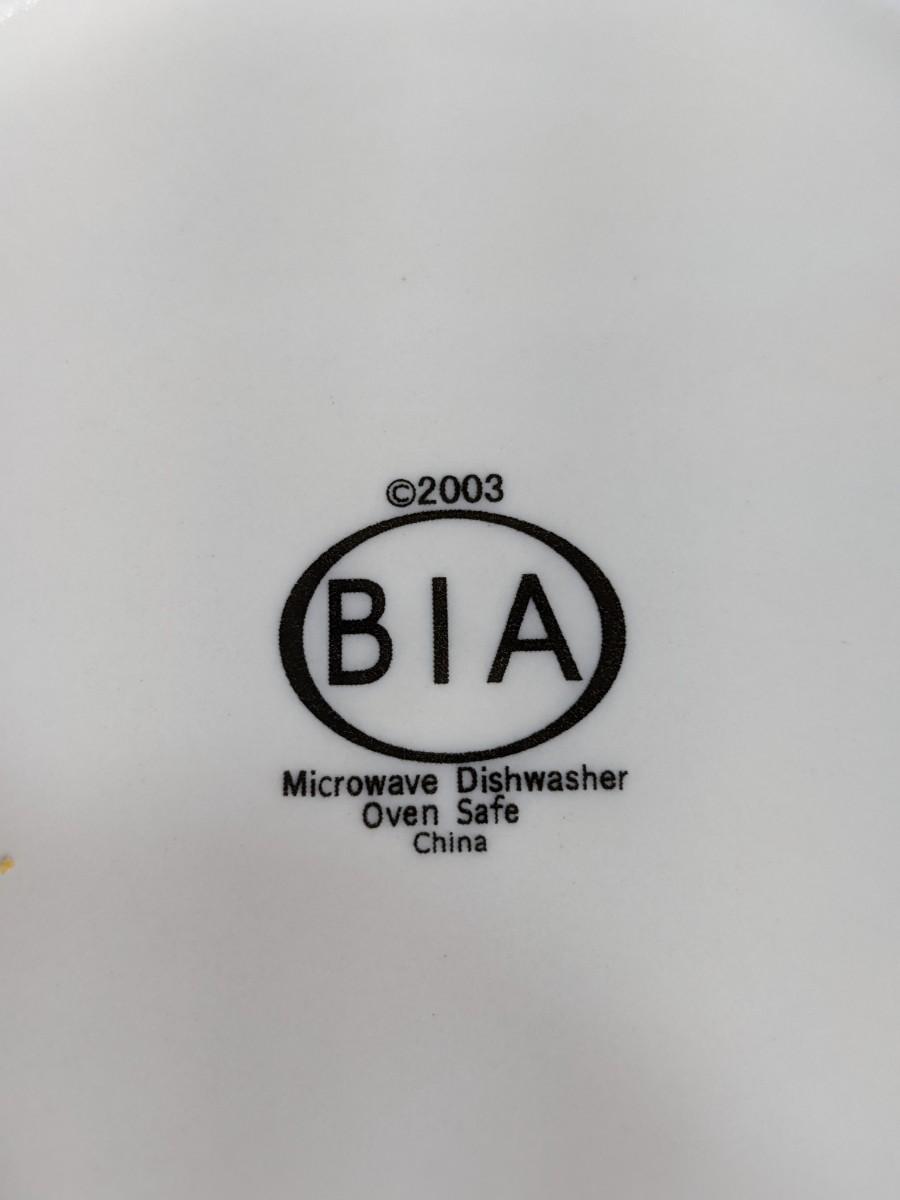 ©2003
BIA
Microwave Dishwasher
Oven Safe
China